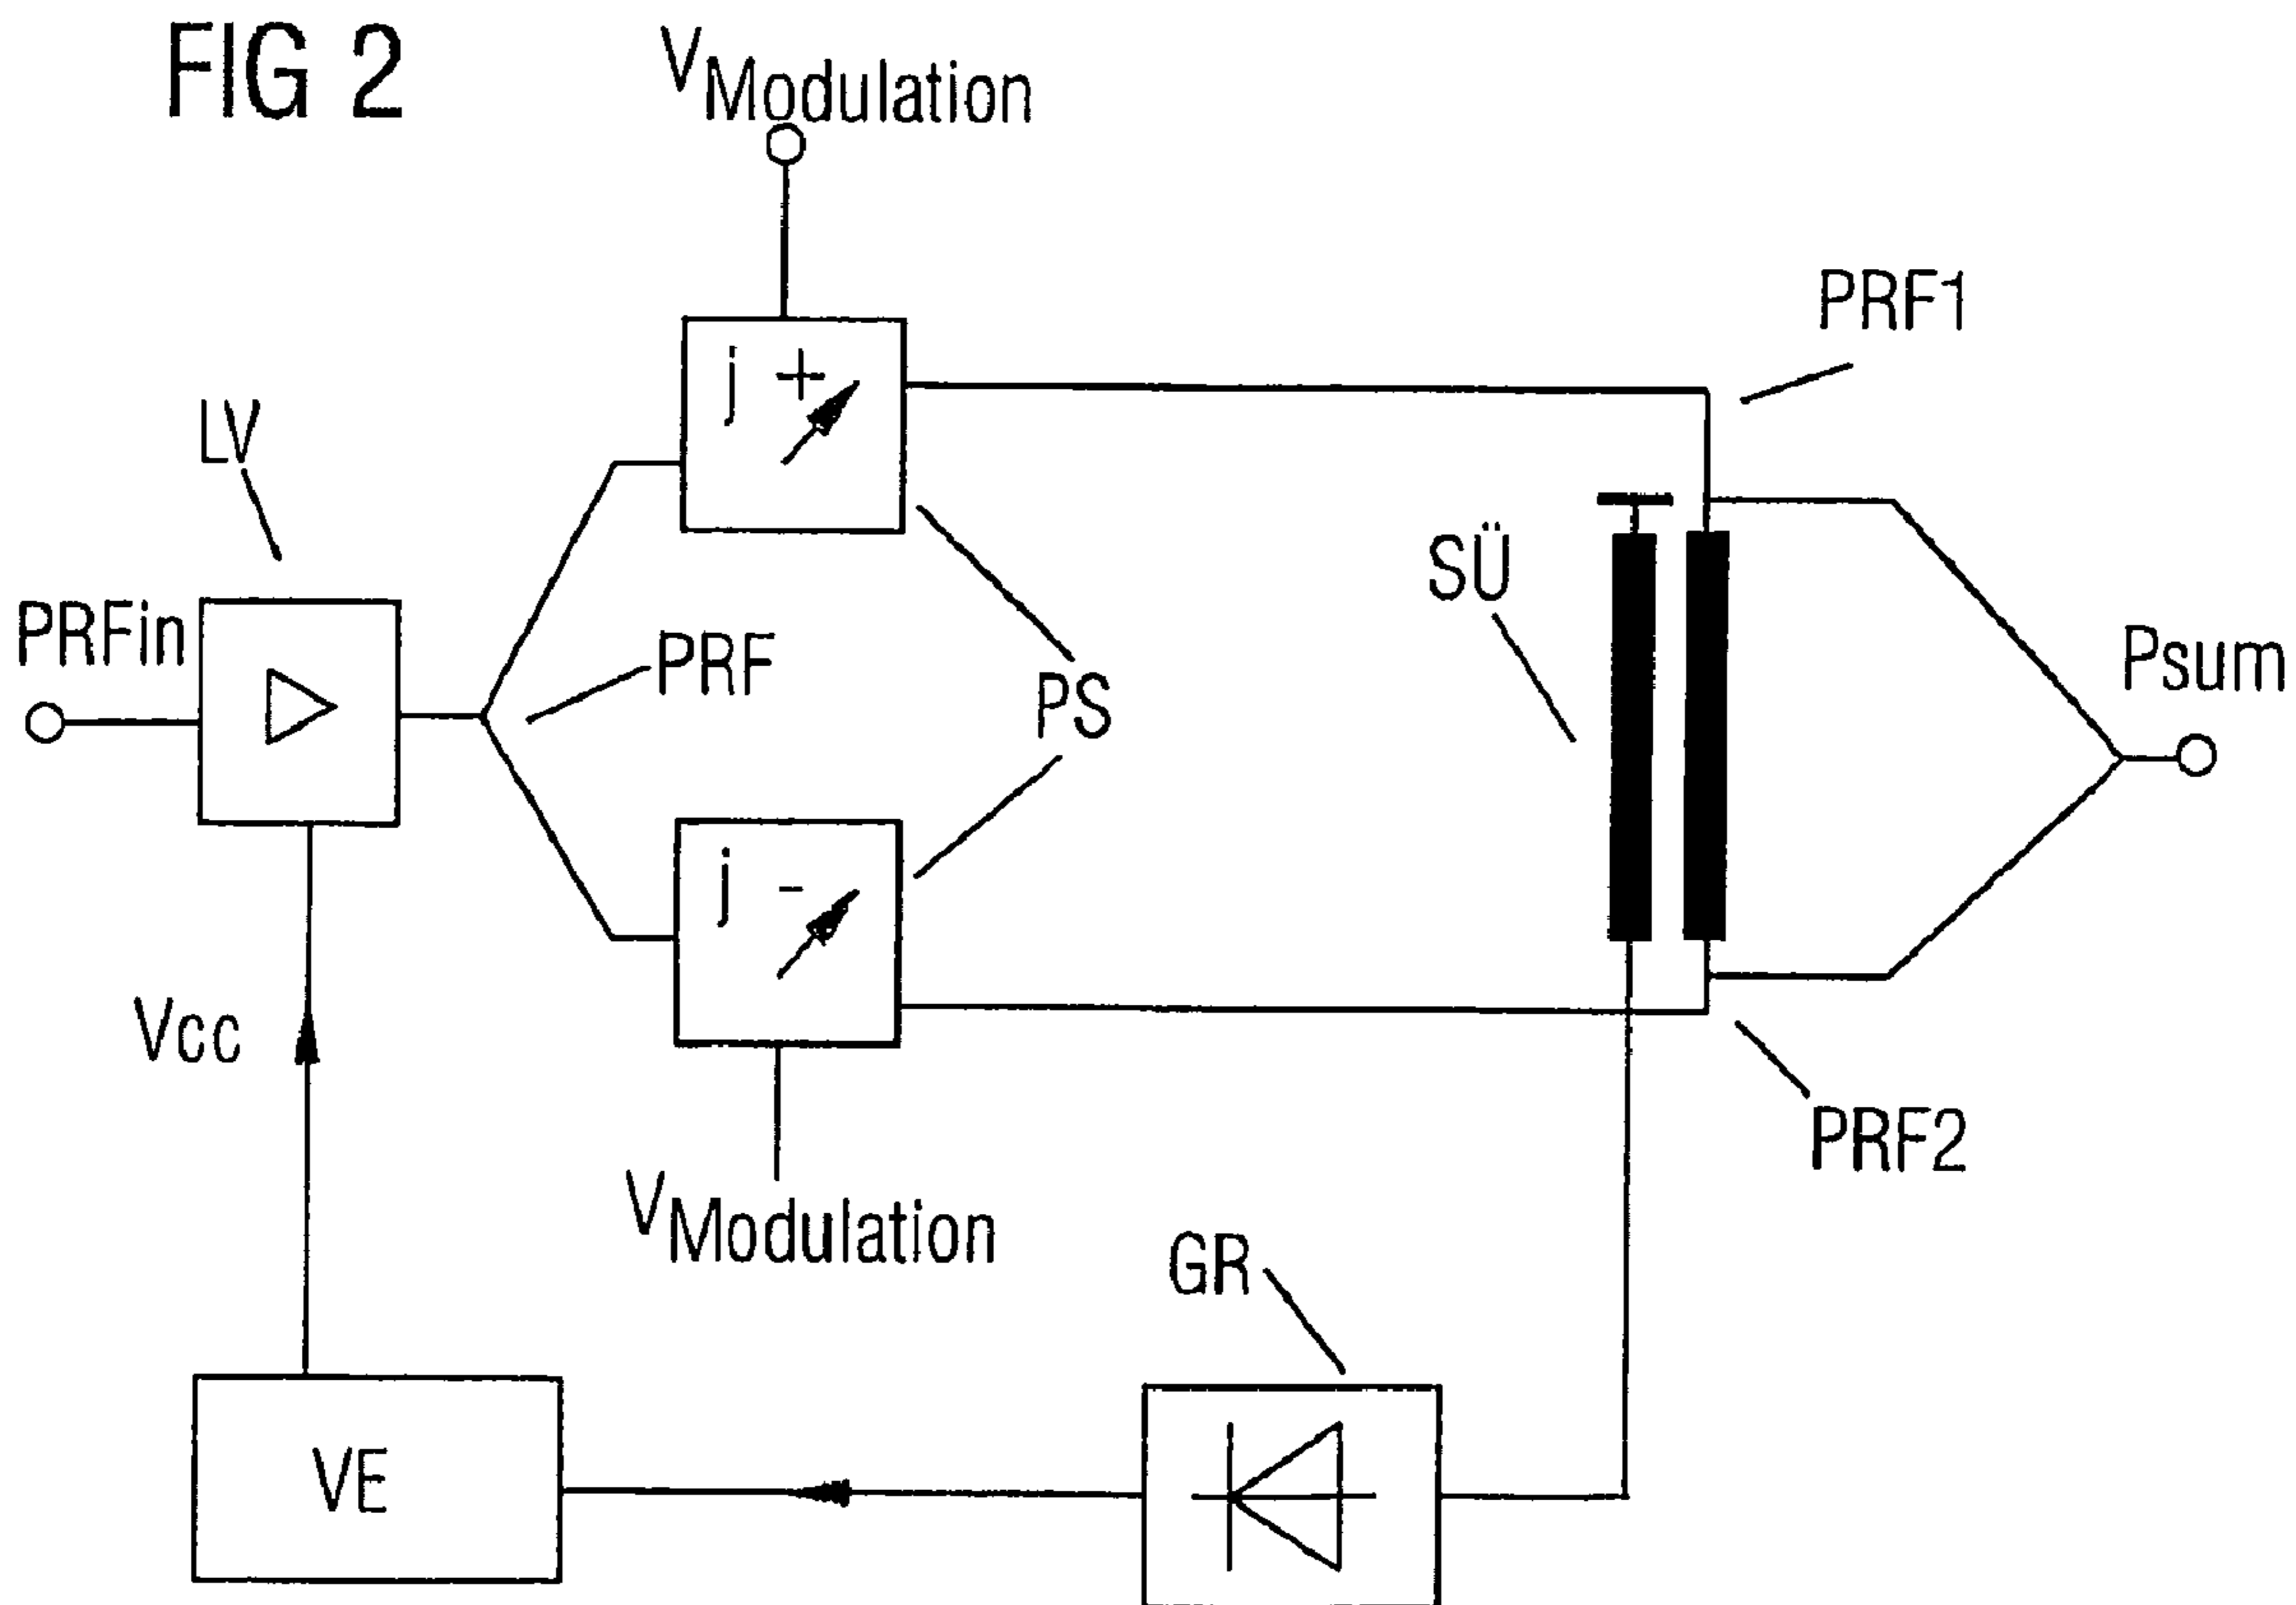 FIG 2
VModulation
PRF1
j +
LV
SÜ
PRFin
PRF
Psum
PS
j -
Vcc
PRF2
VModulation
GR
VE